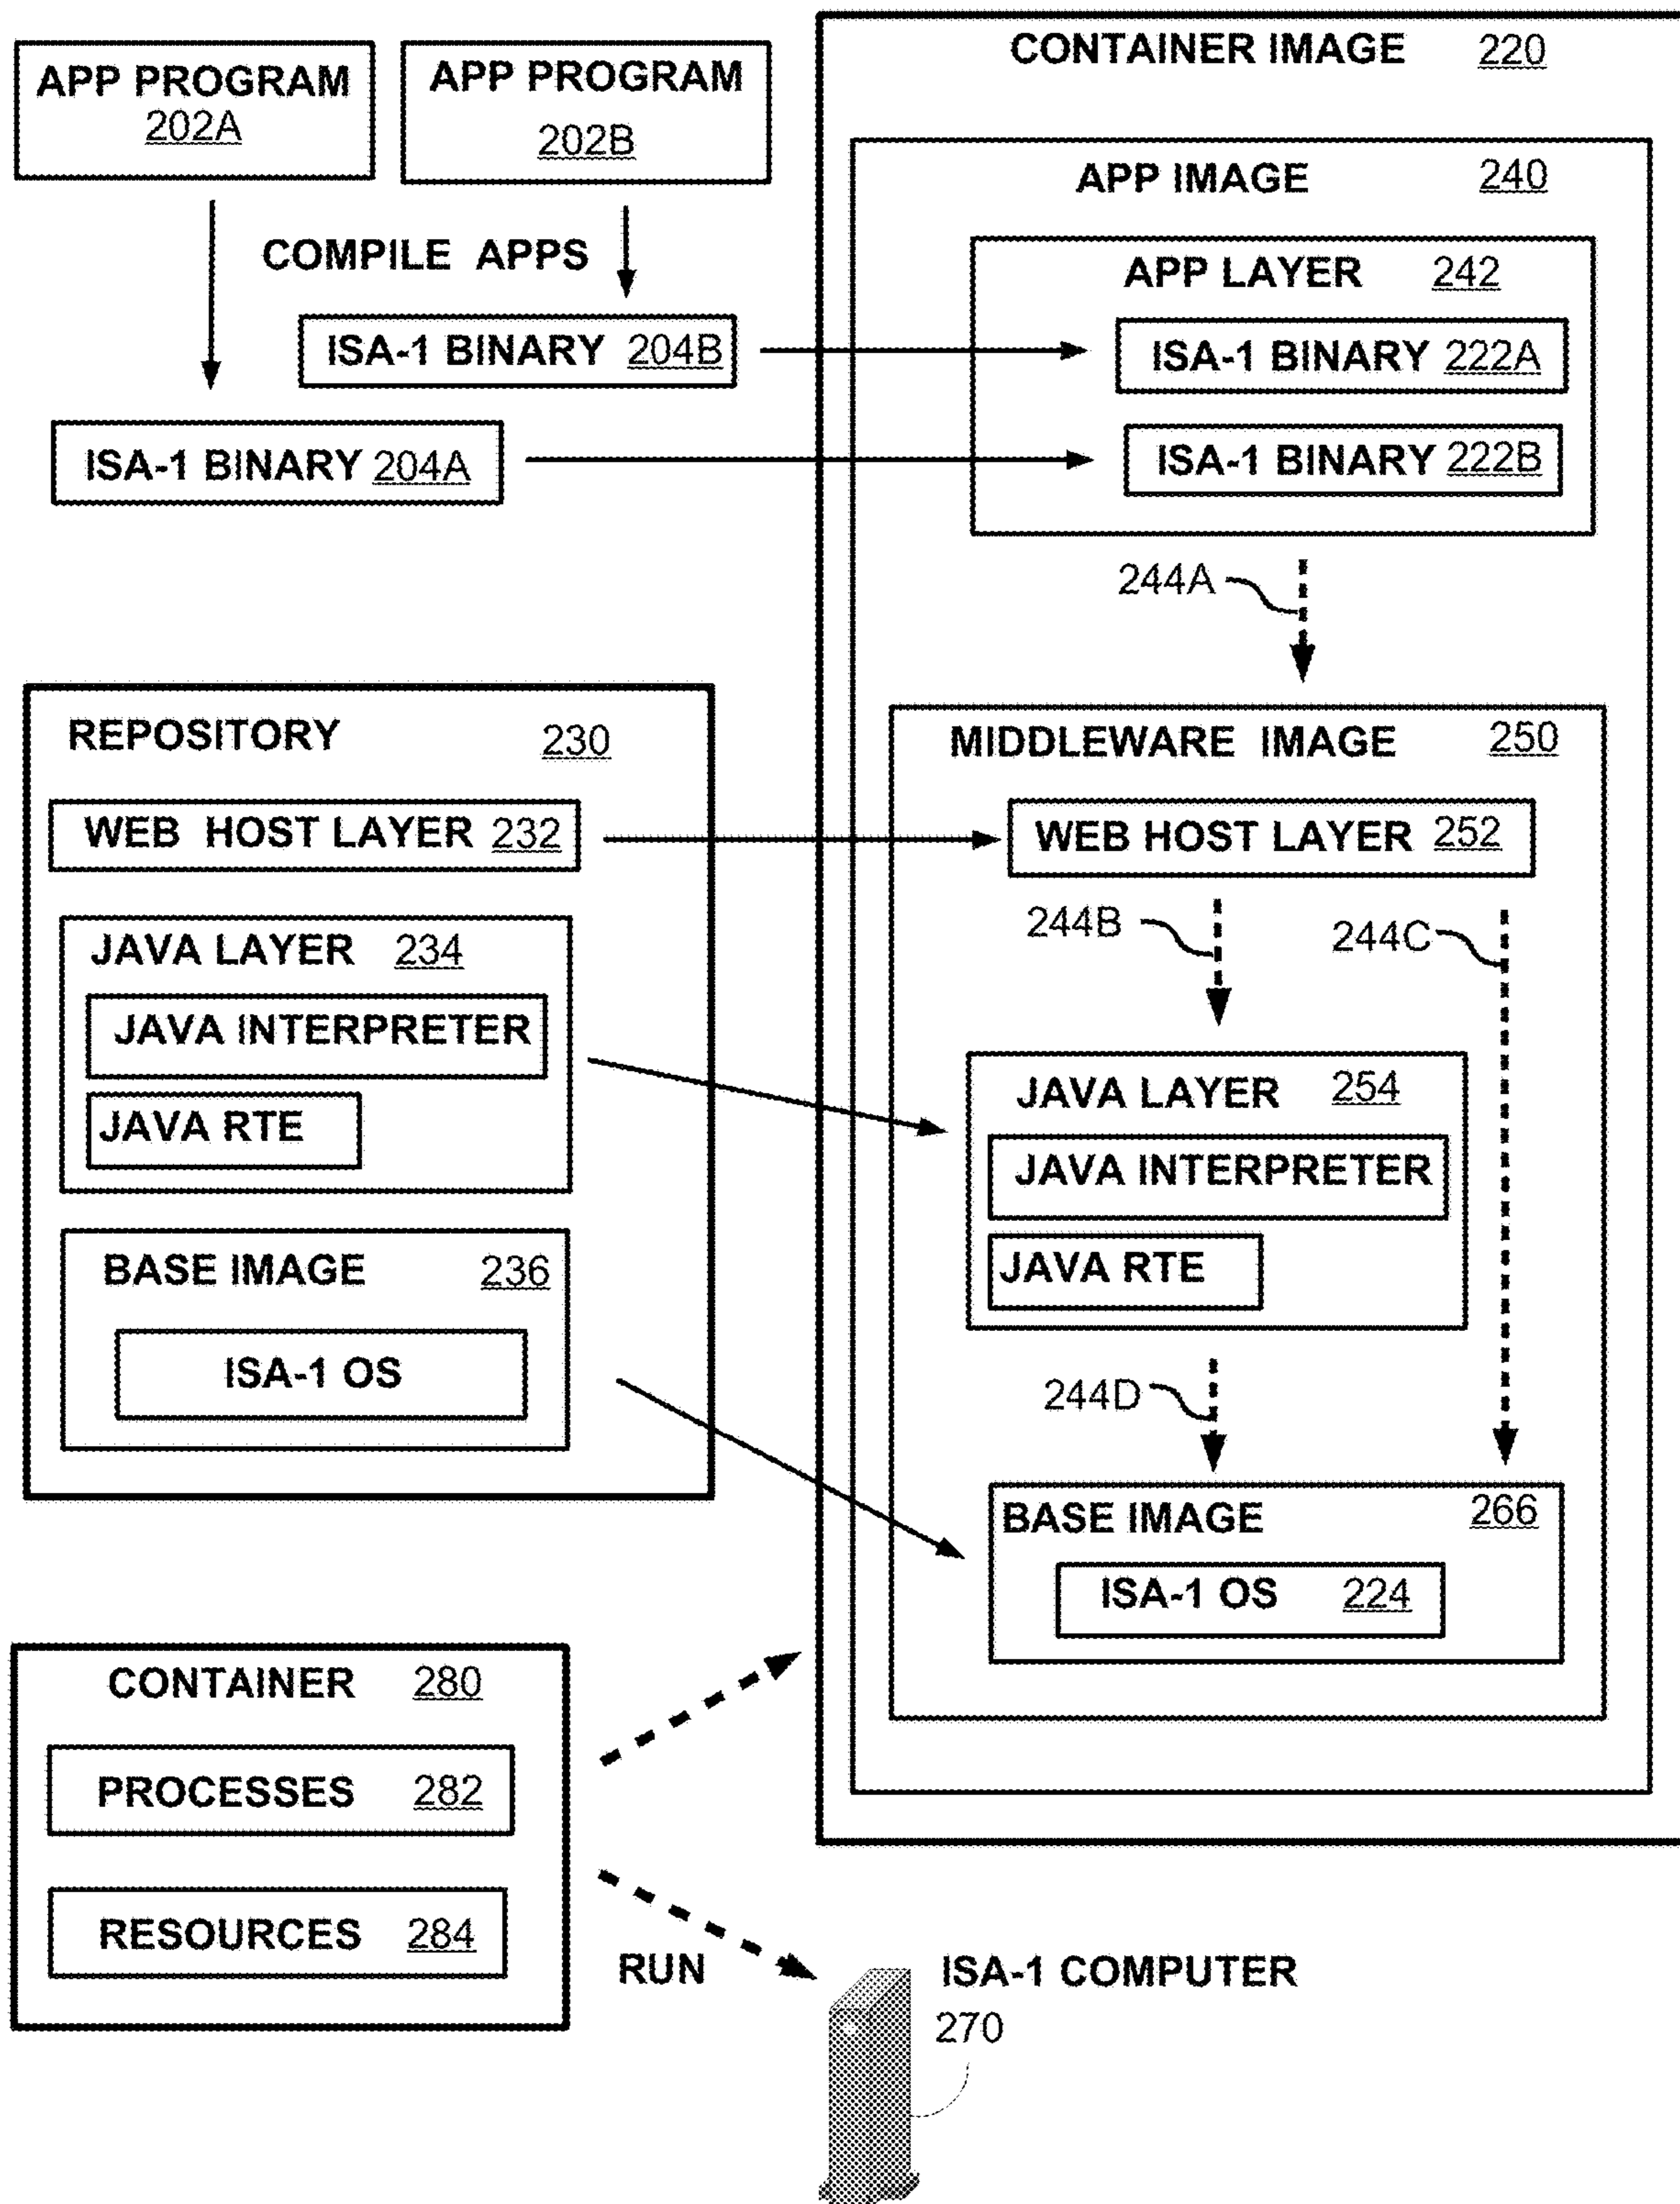 APP PROGRAM
202A
APP PROGRAM
202B
COMPILE APPS
ISA-1 BINARY 204B
ISA-1 BINARY 204A
CONTAINER IMAGE 220
APP IMAGE 240
APP LAYER 242
ISA-1 BINARY 222A
ISA-1 BINARY 222B
244A
REPOSITORY 230
WEB HOST LAYER 232
JAVA LAYER 234
JAVA INTERPRETER
JAVA RTE
BASE IMAGE 236
ISA-1 OS
MIDDLEWARE IMAGE 250
WEB HOST LAYER 252
244B
244C
JAVA LAYER 254
JAVA INTERPRETER
JAVA RTE
244D
BASE IMAGE 266
ISA-1 OS 224
CONTAINER 280
PROCESSES 282
RESOURCES 284
RUN
ISA-1 COMPUTER
270